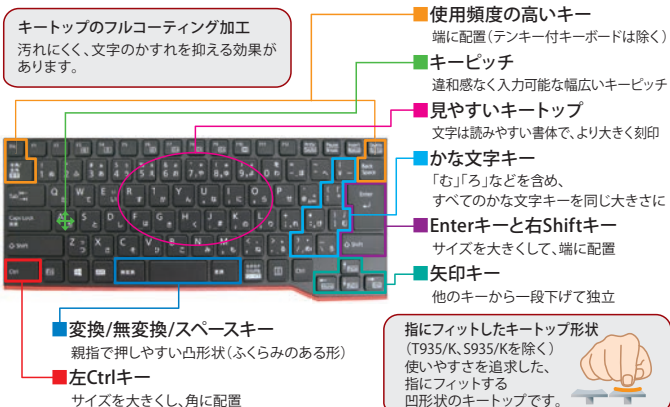 キートップのフルコーティング加工
汚れにくく、文字のかすれを抑える効果が
あります。
■使用頻度の高いキー
端に配置(テンキー付キーボードは除く)
■キーピッチ
違和感なく入力可能な幅広いキーピッチ
■見やすいキートップ
文字は読みやすい書体で、より大きく刻印
■かな文字キー
「む」「ろ」などを含め、
すべてのかな文字キーを同じ大きさに
■Enterキーと右Shiftキー
サイズを大きくして、端に配置
■矢印キー
他のキーから一段下げて独立
■変換/無変換/スペースキー
親指で押しやすい凸形状(ふくらみのある形)
■左Ctrlキー
サイズを大きくし、角に配置
指にフィットしたキートップ形状
(T935/K、S935/Kを除く)
使いやすさを追求した、
指にフィットする
凹形状のキートップです。